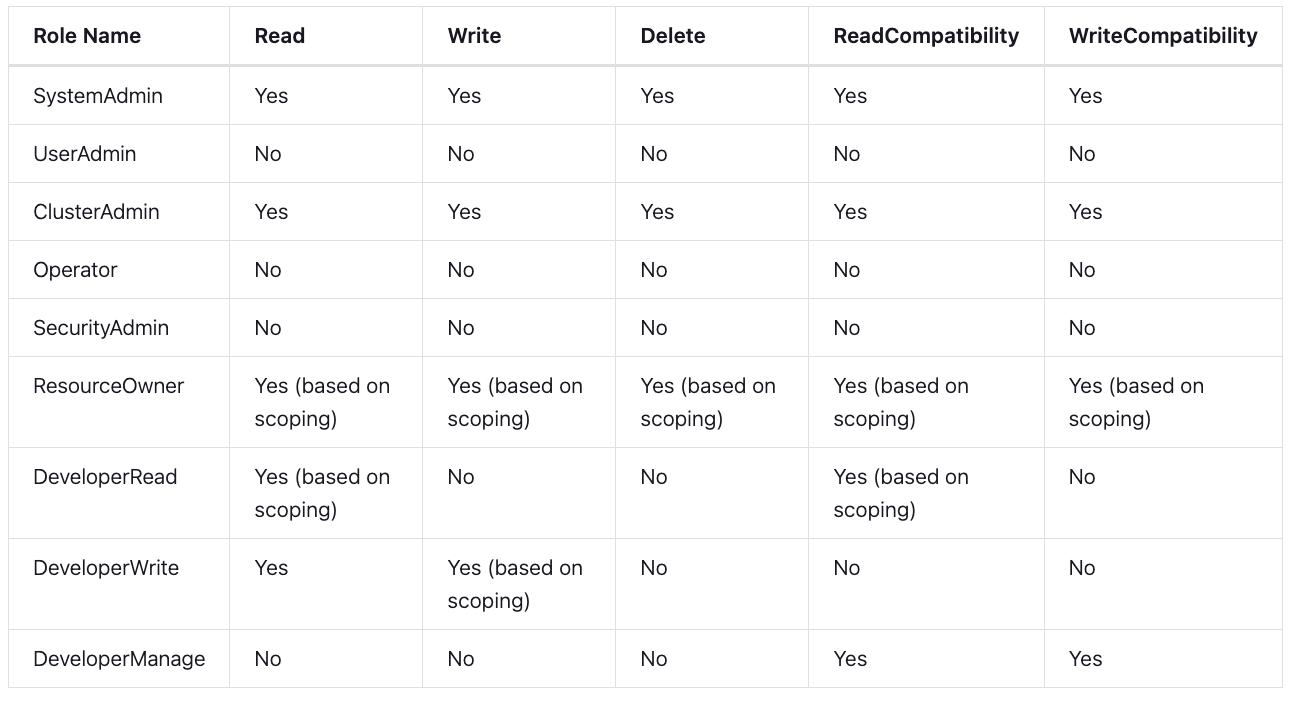 Role Name Read Write Delete ReadCompatibility WriteCompatibility
SystemAdmin Yes Yes Yes Yes Yes
UserAdmin No No No No No
ClusterAdmin Yes Yes Yes Yes Yes
Operator No No No No No
SecurityAdmin No No No No No
ResourceOwner Yes (based on Yes (based on Yes (based on Yes (based on Yes (based on
scoping) scoping) scoping) scoping) scoping)
DeveloperRead Yes (based on No No Yes (based on No
scoping) scoping)
DeveloperWrite Yes Yes (based on No No No
scoping)
DeveloperManage No No No Yes Yes